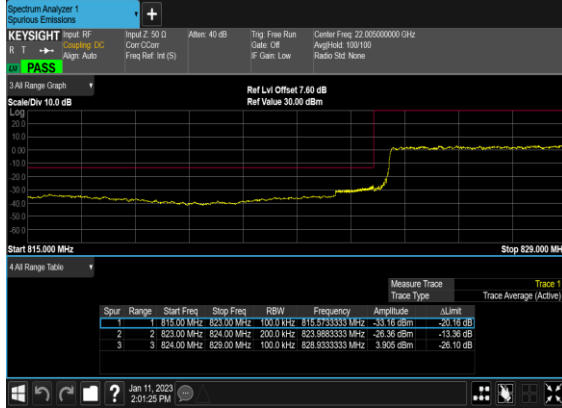 Spectrum Analyzer 1
Spurious Emissions
+
KEYSIGHT Input: RF Input Z: 50 Ω Atten: 40 dB Trig: Free Run Center Freq: 22.005000000 GHz
R T Coupling: DC Corr CCorr Gate: Off Avg|Hold: 100/100
Align: Auto Freq Ref: Int (S) IF Gain: Low Radio Std: None
PASS
3 All Range Graph Ref Lvl Offset 7.60 dB
Scale/Div 10.0 dB Ref Value 30.00 dBm
Log
20.0
10.0
0.00
-10.0
-20.0
-30.0
-40.0
-50.0
-60.0
Start 815.000 MHz Stop 829.000 MH
4 All Range Table
Measure Trace Trace 1
Trace Type Trace Average (Active)
Spur Range Start Freq Stop Freq RBW Frequency Amplitude ΔLimit
1 1 815.00 MHz 823.00 MHz 100.0 kHz 815.5733333 MHz -33.16 dBm -20.16 dB
2 2 823.00 MHz 824.00 MHz 200.0 kHz 823.9883333 MHz -26.36 dBm -13.36 dB
3 3 824.00 MHz 829.00 MHz 100.0 kHz 828.9333333 MHz 3.905 dBm -26.10 dB
? Jan 11, 2023
2:01:25 PM